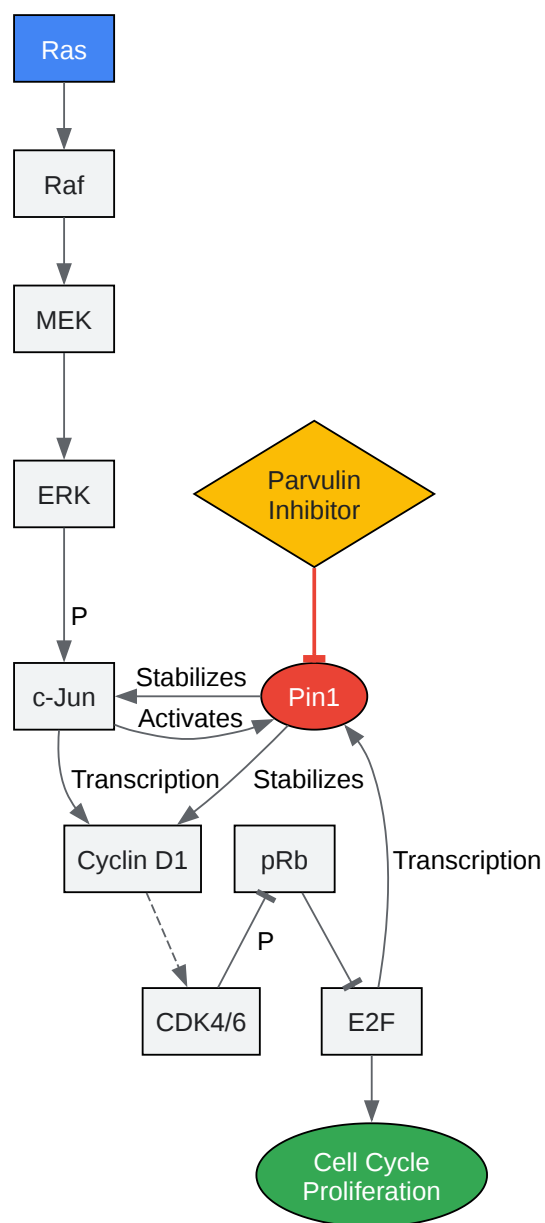 Ras
Raf
MEK
ERK
Parvulin
Inhibitor
P
c-Jun
Stabilizes
Activates
Pin1
Transcription
Stabilizes
Cyclin D1
pRb
Transcription
P
CDK4/6
E2F
Cell Cycle
Proliferation